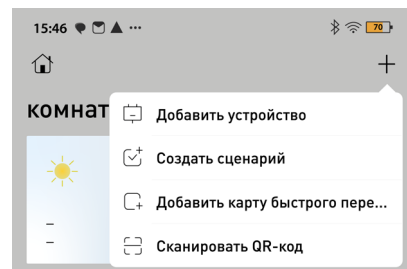 15:46 70
комнат
Добавить устройство
Создать сценарий
Добавить карту быстрого пере...
Сканировать QR-код